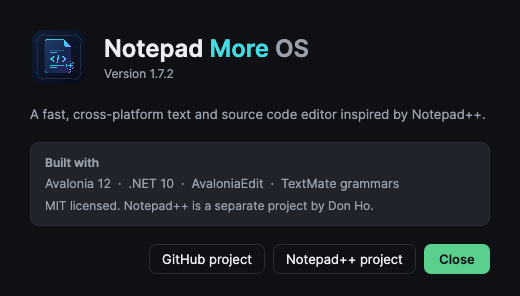 </>
Notepad More OS
Version 1.7.2
A fast, cross-platform text and source code editor inspired by Notepad++.
Built with
Avalonia 12 · .NET 10 · AvaloniaEdit · TextMate grammars
MIT licensed. Notepad++ is a separate project by Don Ho.
GitHub project Notepad++ project Close